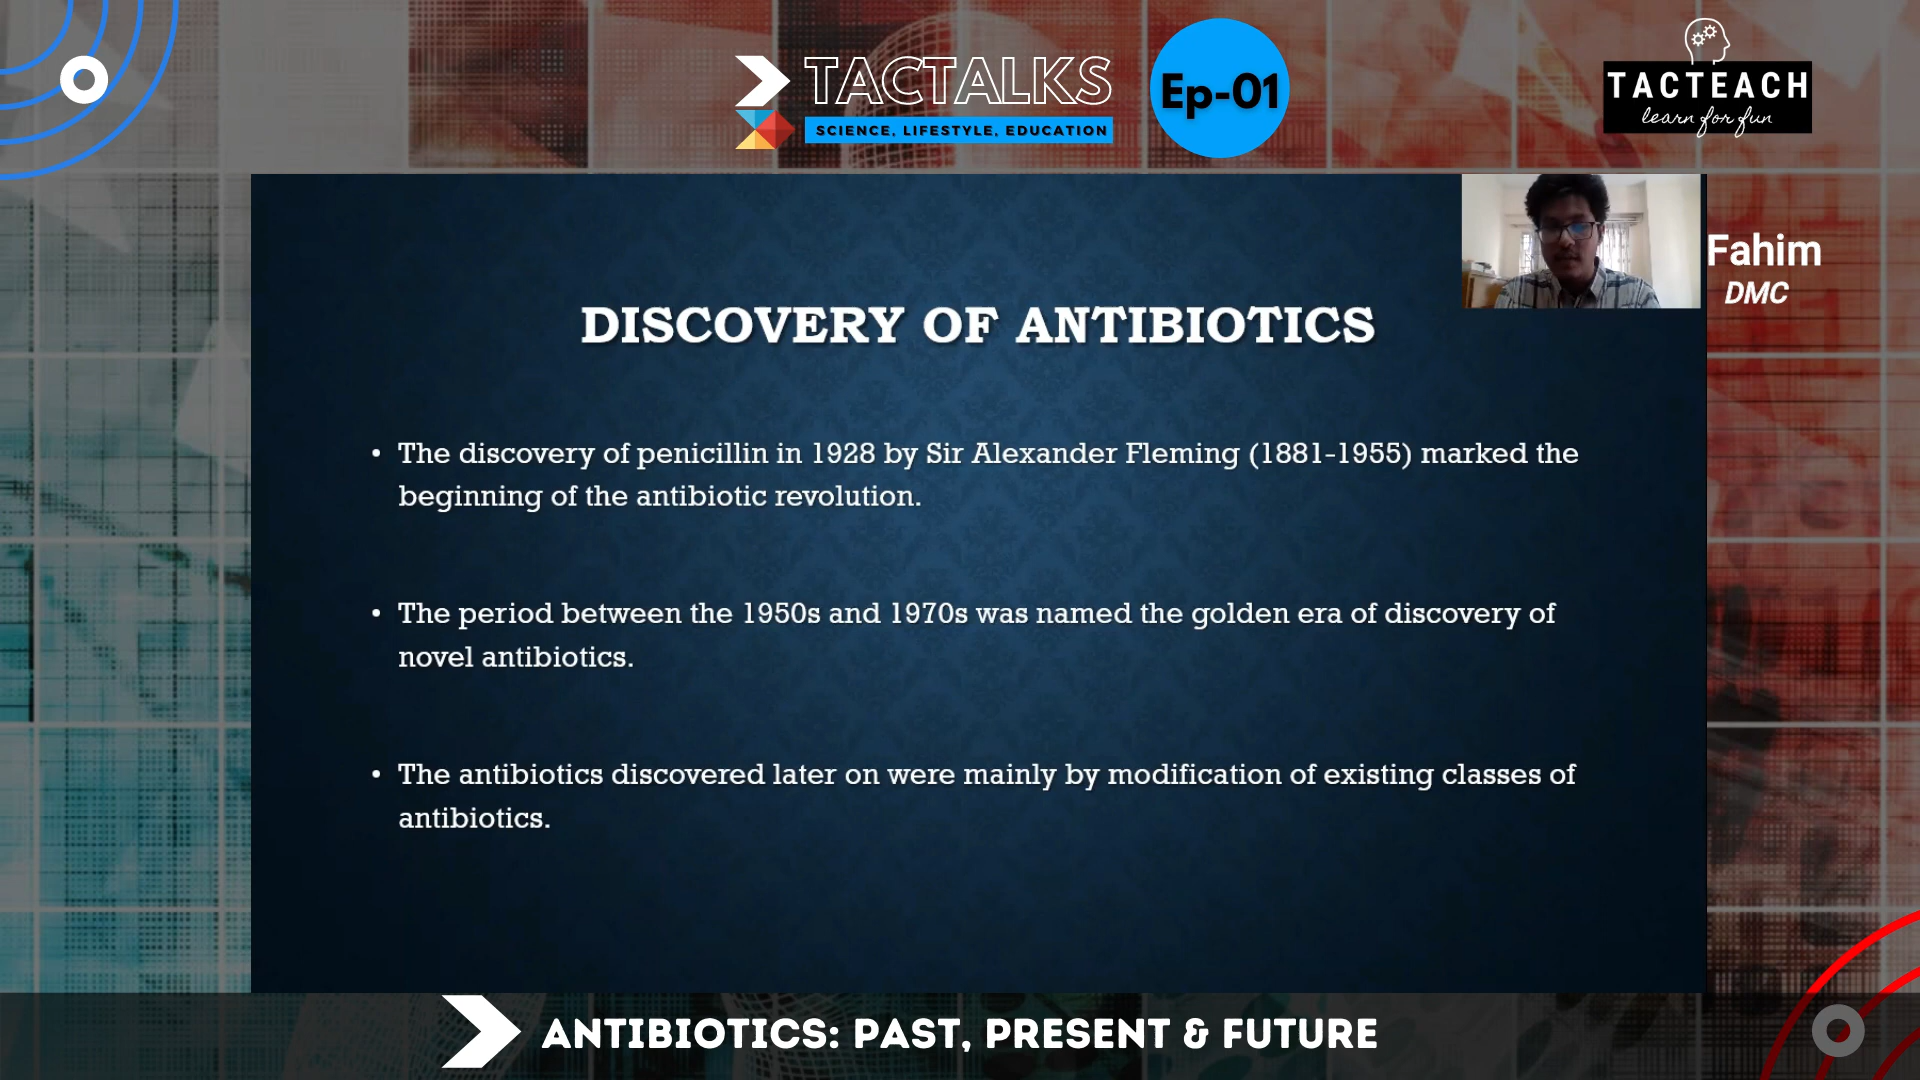 TACTALKS
SCIENCE, LIFESTYLE, EDUCATION
Ep-01
TACTEACH
learn for fun
Fahim
DMC
DISCOVERY OF ANTIBIOTICS
• The discovery of penicillin in 1928 by Sir Alexander Fleming (1881-1955) marked the
beginning of the antibiotic revolution.
• The period between the 1950s and 1970s was named the golden era of discovery of
novel antibiotics.
• The antibiotics discovered later on were mainly by modification of existing classes of
antibiotics.
ANTIBIOTICS: PAST, PRESENT & FUTURE